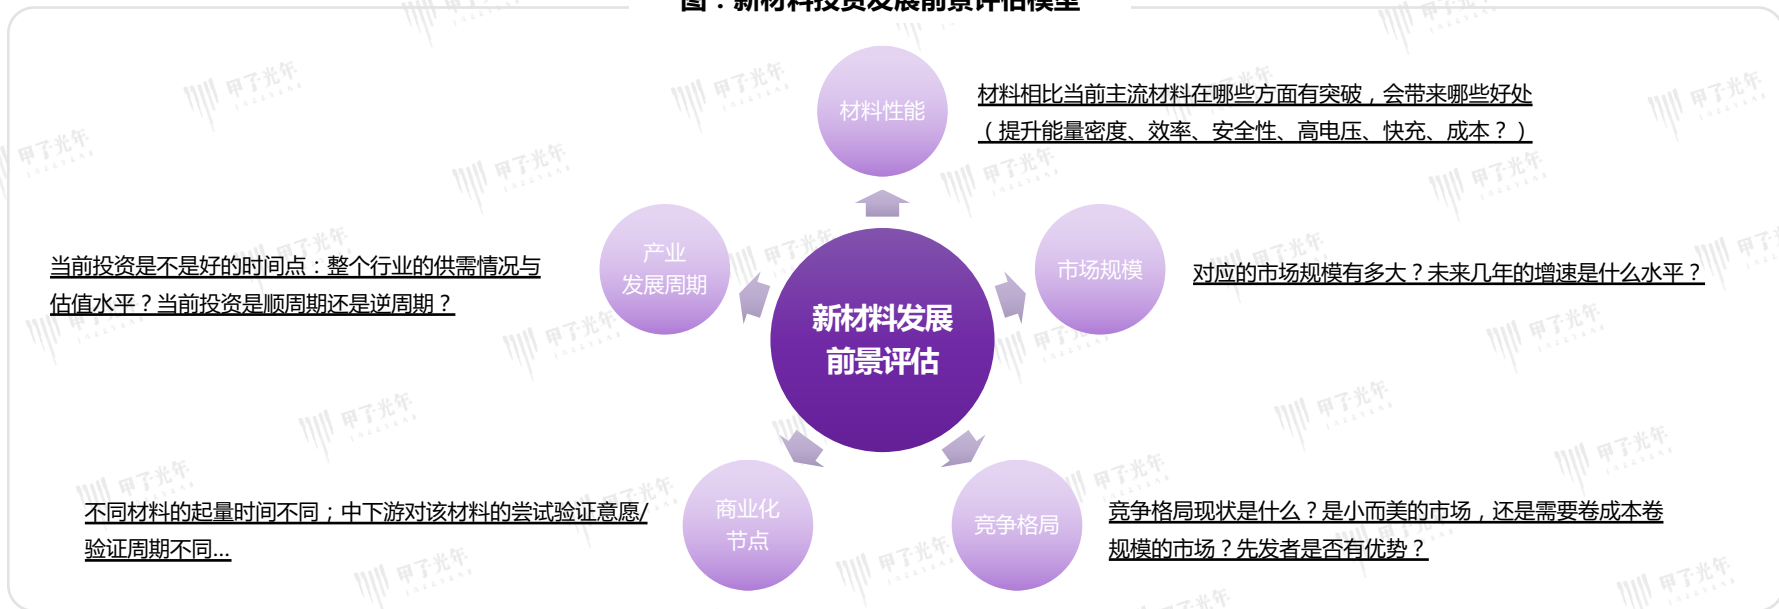 图：新材料投资发展前景评估模型
材料性能
材料相比当前主流材料在哪些方面有突破，会带来哪些好处
（提升能量密度、效率、安全性、高电压、快充、成本？）
产业
发展周期
当前投资是不是好的时间点：整个行业的供需情况与
估值水平？当前投资是顺周期还是逆周期？
市场规模
对应的市场规模有多大？未来几年的增速是什么水平？
新材料发展
前景评估
商业化
节点
不同材料的起量时间不同；中下游对该材料的尝试验证意愿/
验证周期不同...
竞争格局
竞争格局现状是什么？是小而美的市场，还是需要卷成本卷
规模的市场？先发者是否有优势？
甲子光年